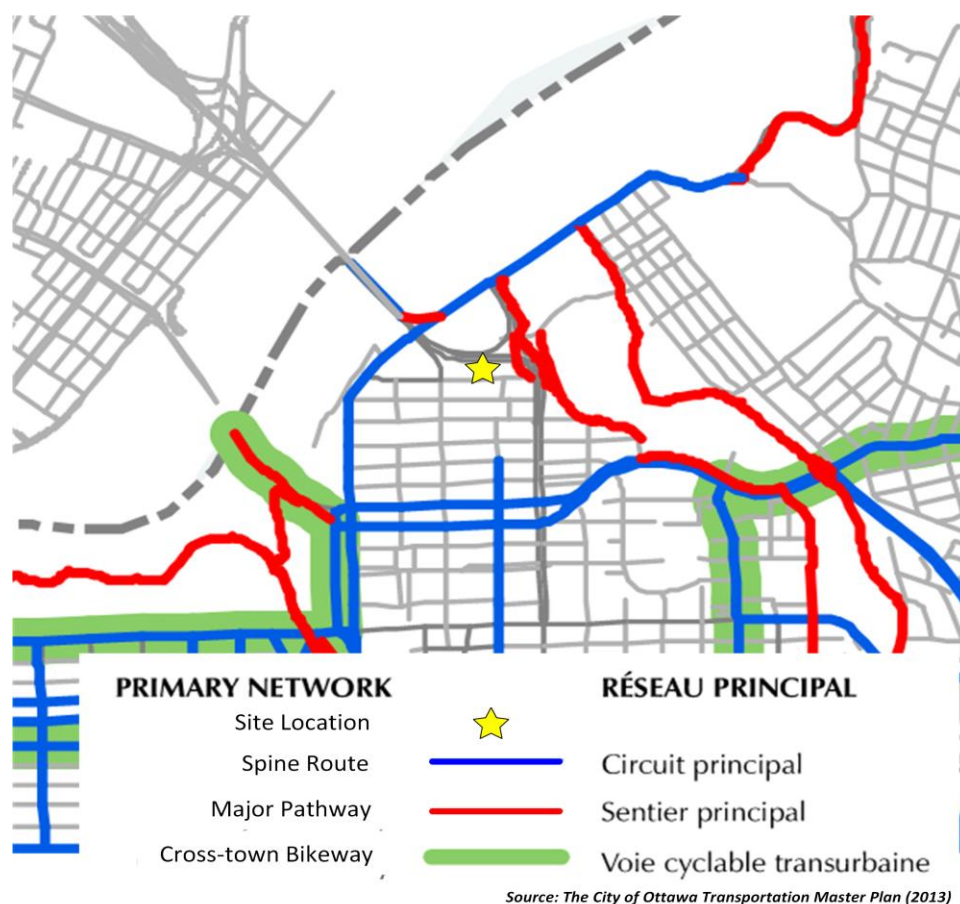 PRIMARY NETWORK RÉSEAU PRINCIPAL
Site Location
Spine Route Circuit principal
Major Pathway Sentier principal
Cross-town Bikeway Voie cyclable transurbaine
Source: The City of Ottawa Transportation Master Plan (2013)